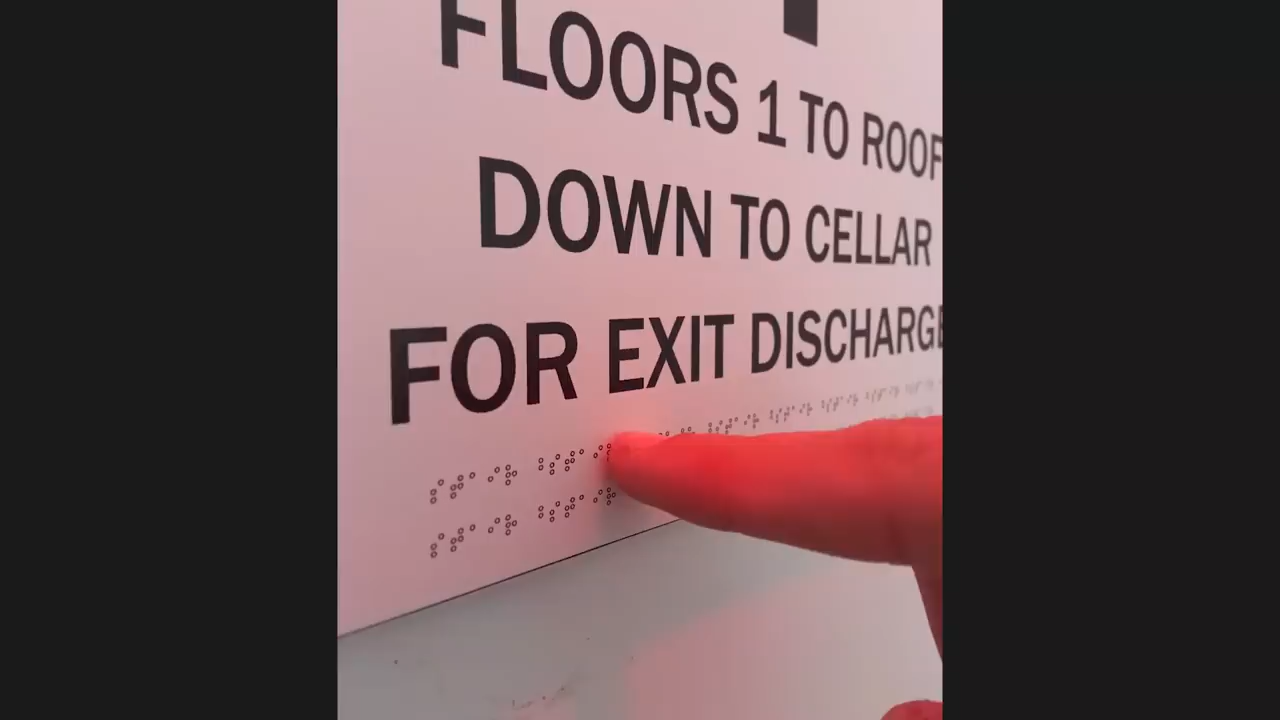 FLOORS 1 TO ROOF
DOWN TO CELLAR
FOR EXIT DISCHARGE